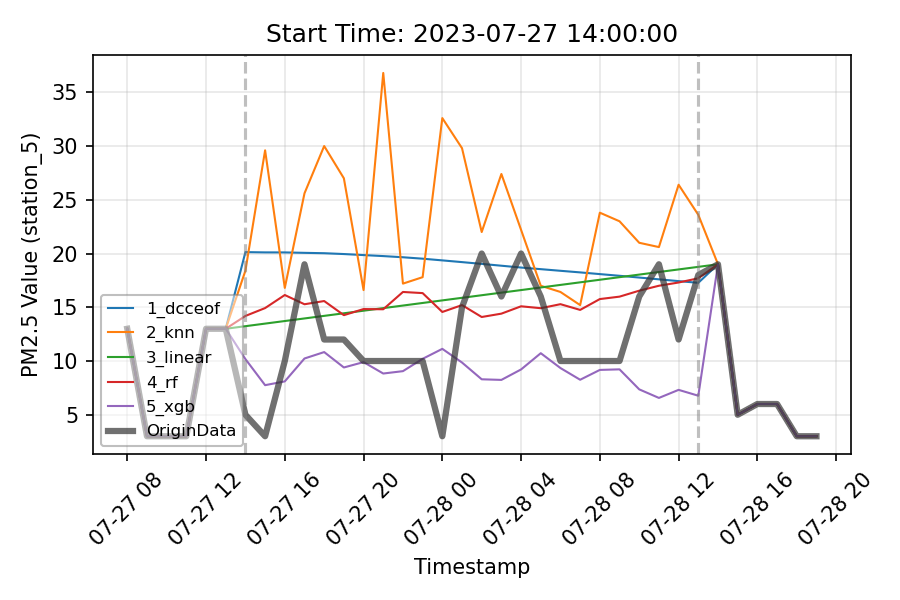 Start Time: 2023-07-27 14:00:00
PM2.5 Value (station_5)
35
30
25
20
15
10
5
1_dcceof
2_knn
3_linear
4_rf
5_xgb
OriginData
07-27 08
07-27 12
07-27 16
07-27 20
07-28 00
07-28 04
07-28 08
07-28 12
07-28 16
07-28 20
Timestamp